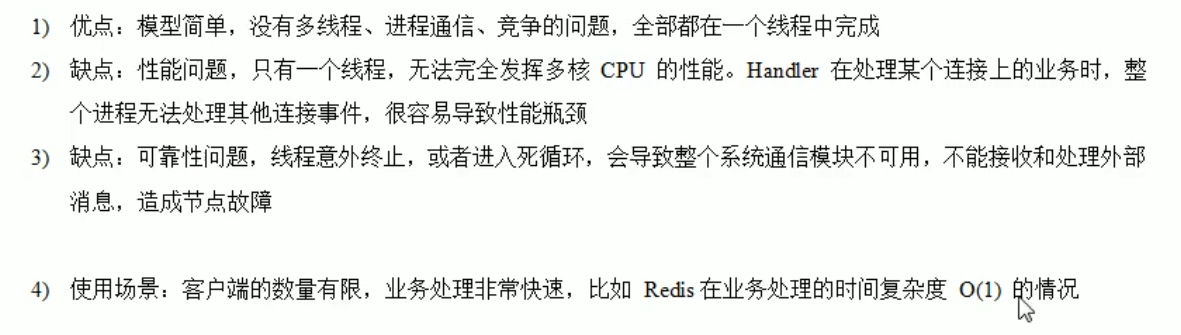 1) 优点：模型简单，没有多线程、进程通信、竞争的问题，全部都在一个线程中完成
2) 缺点：性能问题，只有一个线程，无法完全发挥多核 CPU 的性能。Handler 在处理某个连接上的业务时，整
个进程无法处理其他连接事件，很容易导致性能瓶颈
3) 缺点：可靠性问题，线程意外终止，或者进入死循环，会导致整个系统通信模块不可用，不能接收和处理外部
消息，造成节点故障
4) 使用场景：客户端的数量有限，业务处理非常快速，比如 Redis 在业务处理的时间复杂度 O(1) 的情况